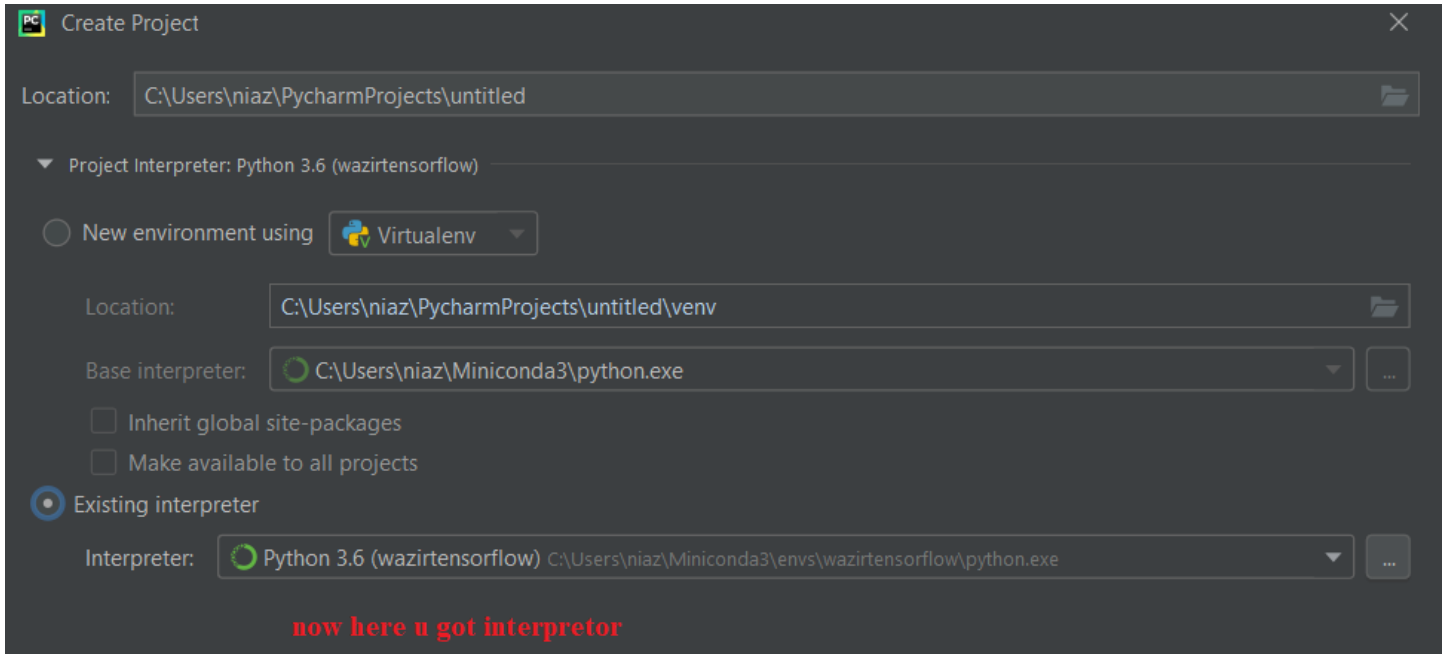 PC Create Project
Location: C:\Users\niaz\PycharmProjects\untitled
Project Interpreter: Python 3.6 (wazirtensorflow)
New environment using Virtualenv
Location: C:\Users\niaz\PycharmProjects\untitled\venv
Base interpreter: C:\Users\niaz\Miniconda3\python.exe ...
Inherit global site-packages
Make available to all projects
Existing interpreter
Interpreter: Python 3.6 (wazirtensorflow) C:\Users\niaz\Miniconda3\envs\wazirtensorflow\python.exe ...
now here u got interpretor